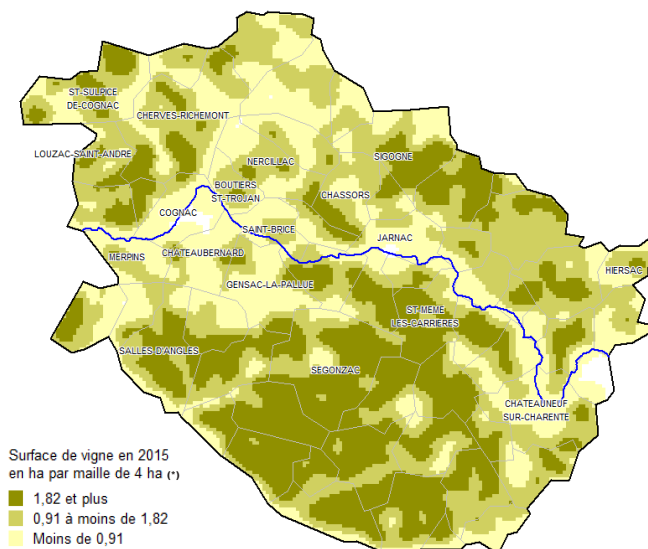 ST-SULPICE
DE-COGNAC
CHERVES-RICHEMONT
LOUZAC-SAINT-ANDRE
NERCILLAC
SIGOGNE
BOUTIERS
ST-TROJAN
CHASSORS
COGNAC
SAINT-BRICE
JARNAC
MERPINS
CHATEAUBERNARD
HIERSAC
GENSAC-LA-PALLUE
ST-MEME
LES-CARRIERES
SALLES-D'ANGLES
SEGONZAC
CHATEAUNEUF
SUR-CHARENTE
Surface de vigne en 2015
en ha par maille de 4 ha (*)
1,82 et plus
0,91 à moins de 1,82
Moins de 0,91